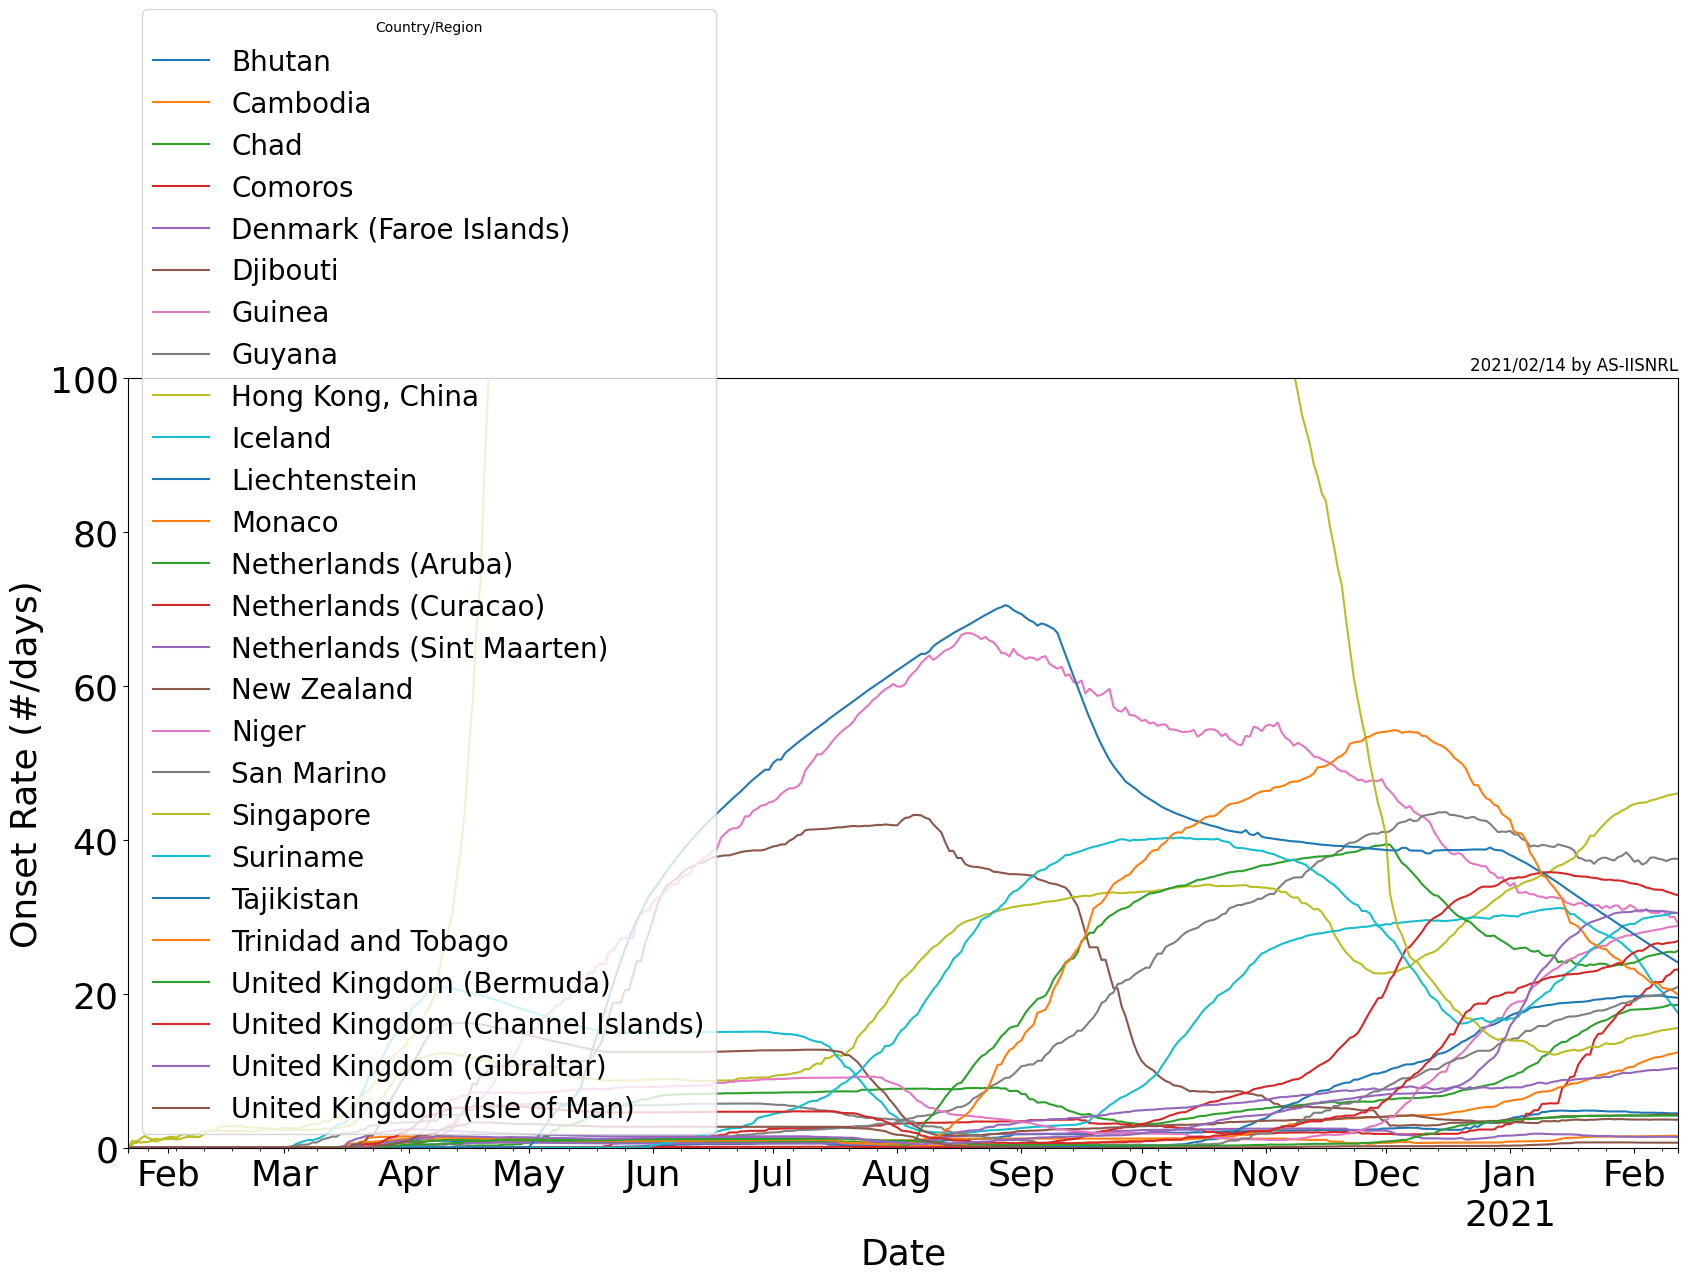 Country/Region
Bhutan
Cambodia
Chad
Comoros
Denmark (Faroe Islands)
Djibouti
Guinea
Guyana
Hong Kong, China
Iceland
Liechtenstein
Monaco
Netherlands (Aruba)
Netherlands (Curacao)
Netherlands (Sint Maarten)
New Zealand
Niger
San Marino
Singapore
Suriname
Tajikistan
Trinidad and Tobago
United Kingdom (Bermuda)
United Kingdom (Channel Islands)
United Kingdom (Gibraltar)
United Kingdom (Isle of Man)
2021/02/14 by AS-IISNRL
Onset Rate (#/days)
100
80
60
40
20
0
Feb Mar Apr May Jun Jul Aug Sep Oct Nov Dec Jan Feb
2021
Date